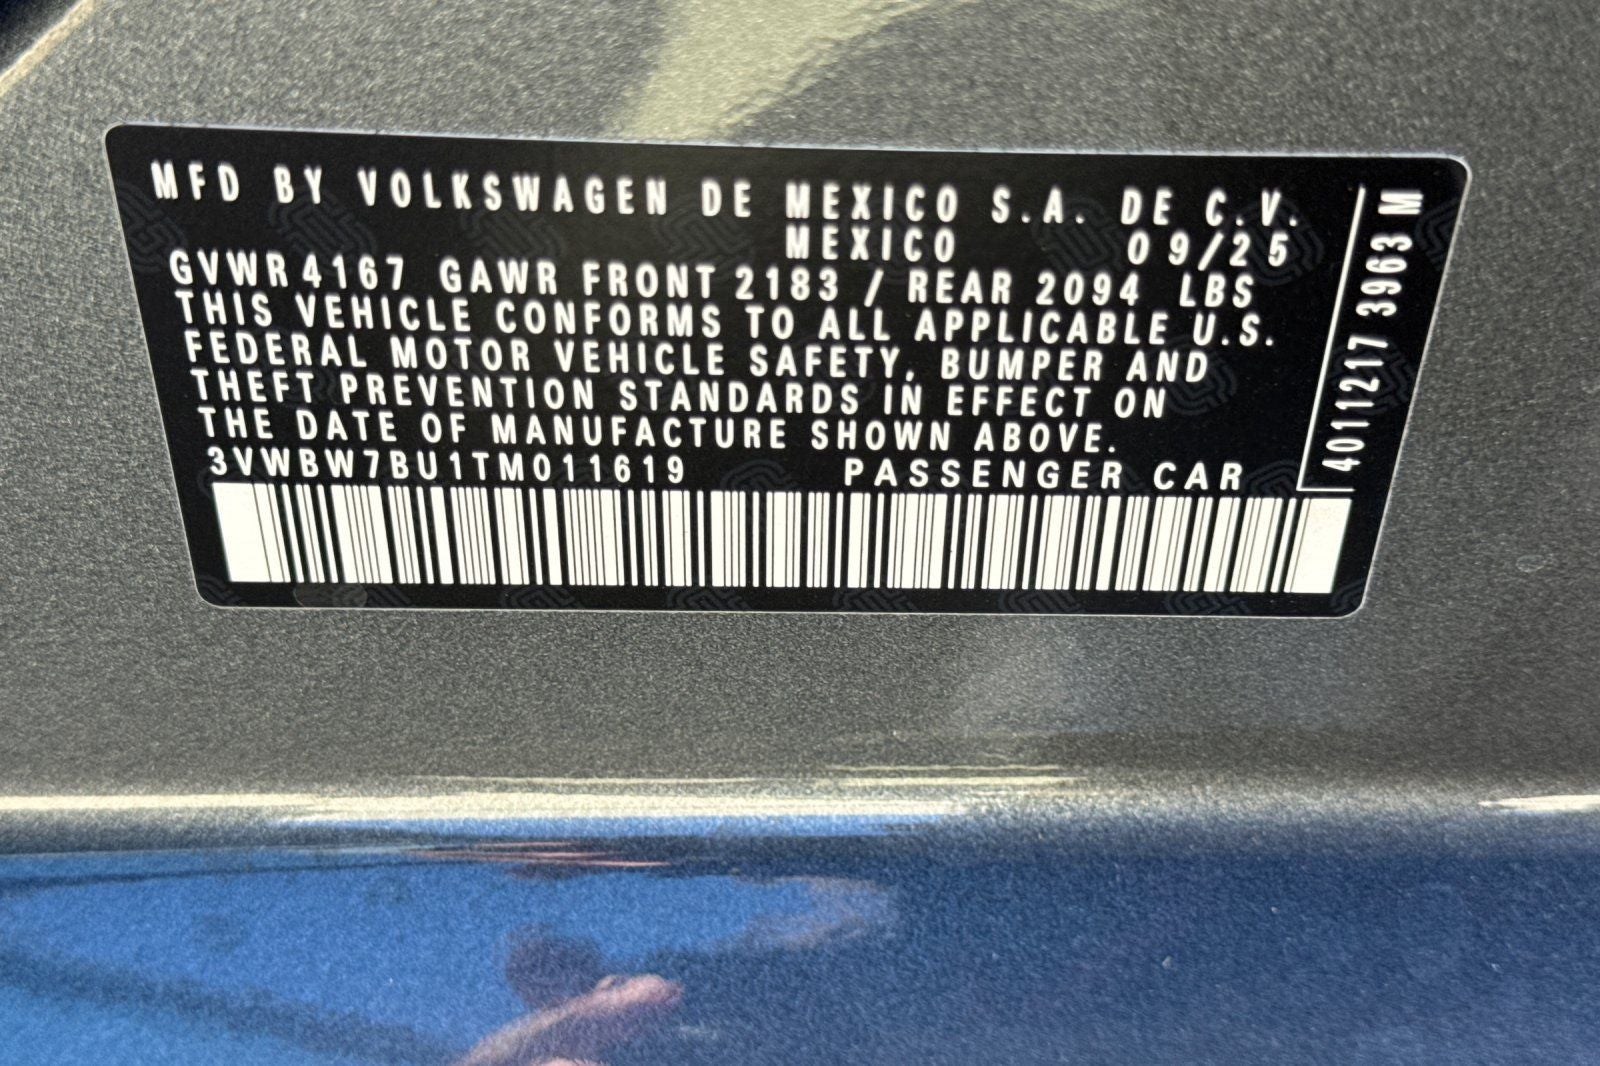 MFD BY VOLKSWAGEN DE MEXICO S.A. DE C.V.
MEXICO 09/25
GVWR 4167 GAWR FRONT 2183 / REAR 2094 LBS
THIS VEHICLE CONFORMS TO ALL APPLICABLE U.S.
FEDERAL MOTOR VEHICLE SAFETY, BUMPER AND
THEFT PREVENTION STANDARDS IN EFFECT ON
THE DATE OF MANUFACTURE SHOWN ABOVE.
3VWBW7BU1TM011619 PASSENGER CAR
4011217 3963 M